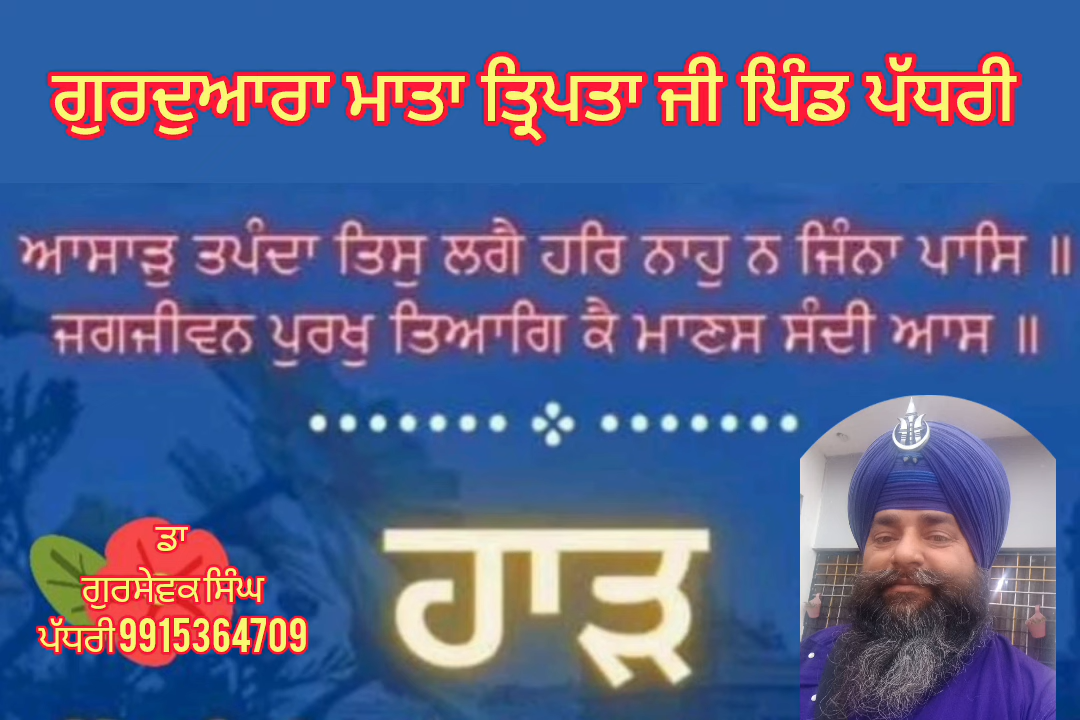 ਗੁਰਦੁਆਰਾ ਮਾਤਾ ਤ੍ਰਿਪਤਾ ਜੀ ਪਿੰਡ ਪੱਧਰੀ
ਆਸਾੜੁ ਤਪੰਦਾ ਤਿਸੁ ਲਗੈ ਹਰਿ ਨਾਹੁ ਨ ਜਿੰਨਾ ਪਾਸਿ ॥
ਜਗਜੀਵਨ ਪੁਰਖੁ ਤਿਆਗਿ ਕੈ ਮਾਣਸ ਸੰਦੀ ਆਸ ॥
ਹਾੜ
ਡਾ
ਗੁਰਸੇਵਕ ਸਿੰਘ
ਪੱਧਰੀ 9915364709